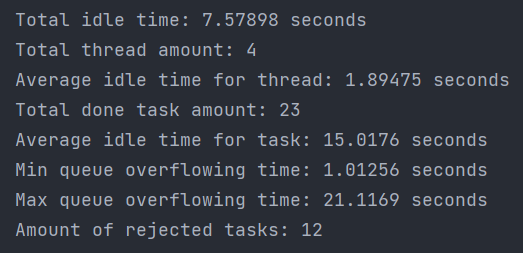 Total idle time: 7.57898 seconds
Total thread amount: 4
Average idle time for thread: 1.89475 seconds
Total done task amount: 23
Average idle time for task: 15.0176 seconds
Min queue overflowing time: 1.01256 seconds
Max queue overflowing time: 21.1169 seconds
Amount of rejected tasks: 12